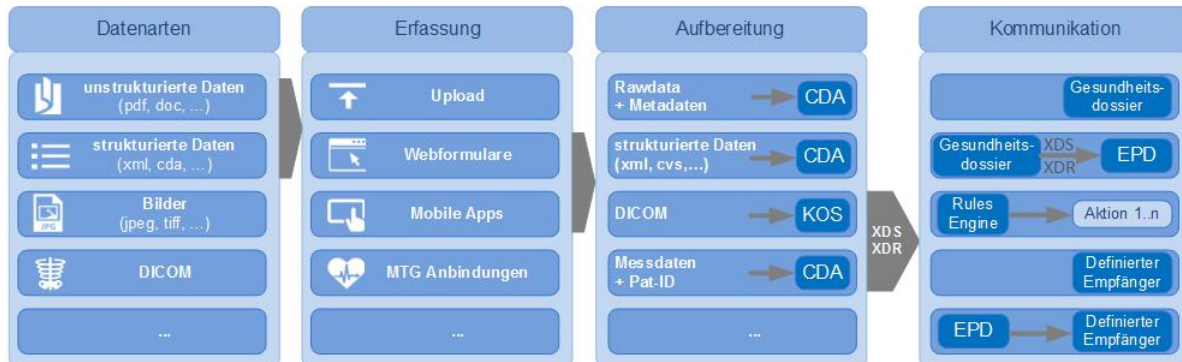 Datenarten
unstrukturierte Daten
(pdf, doc, ...)
strukturierte Daten
(xml, cda, ...)
Bilder
(jpeg, tiff, ...)
JPG
DICOM
...
Erfassung
Upload
Webformulare
Mobile Apps
MTG Anbindungen
...
Aufbereitung
Rawdata
+ Metadaten
CDA
strukturierte Daten
(xml, cvs,...)
CDA
DICOM
KOS
Messdaten
+ Pat-ID
CDA
...
XDS
XDR
Kommunikation
Gesundheits-
dossier
Gesundheits-
dossier
XDS
XDR
EPD
Rules
Engine
Aktion 1..n
Definierter
Empfänger
EPD
Definierter
Empfänger